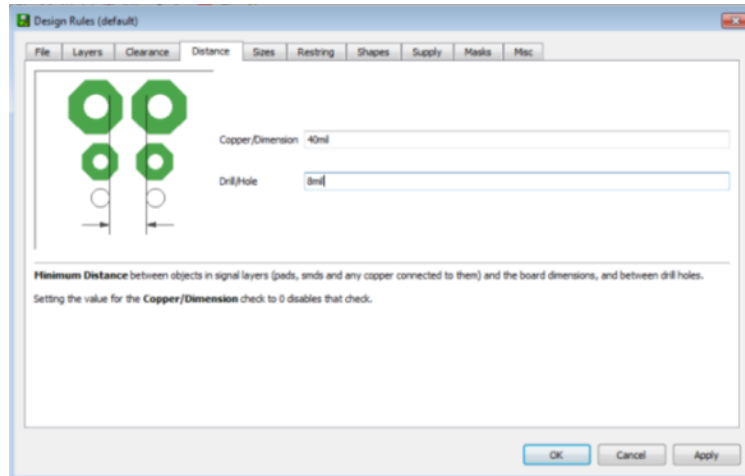 Design Rules (default)
File Layers Clearance Distance Sizes Restring Shapes Supply Masks Misc
Copper/Dimension 40mil
Drill/Hole 8mil
Minimum Distance between objects in signal layers (pads, smds and any copper connected to them) and the board dimensions, and between drill holes.
Setting the value for the Copper/Dimension check to 0 disables that check.
OK Cancel Apply